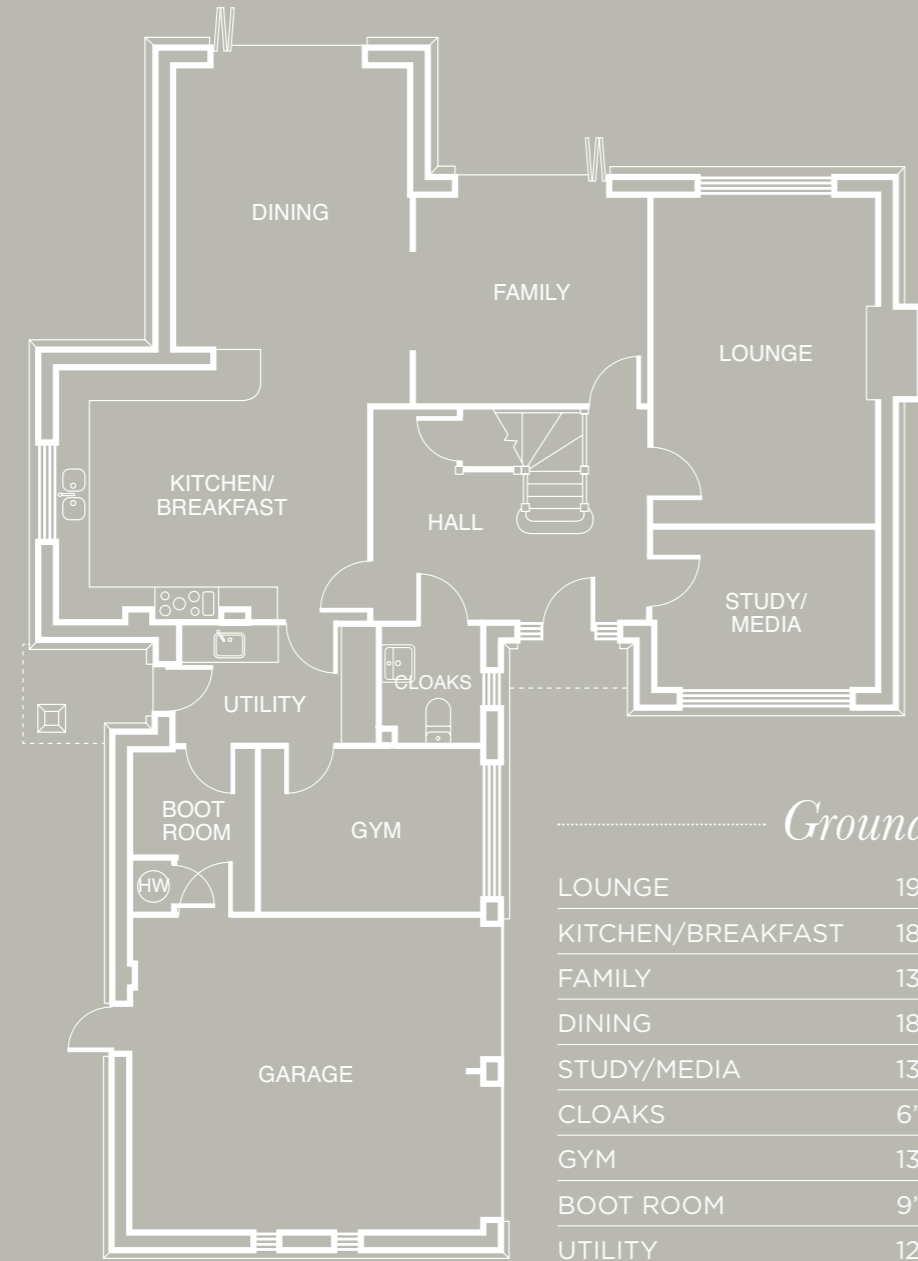 DINING
FAMILY
LOUNGE
KITCHEN/
BREAKFAST
HALL
STUDY/
MEDIA
CLOAKS
UTILITY
BOOT
ROOM
GYM
HW
GARAGE
Ground
LOUNGE 19
KITCHEN/BREAKFAST 18
FAMILY 13
DINING 18
STUDY/MEDIA 13
CLOAKS 6'
GYM 13
BOOT ROOM 9'
UTILITY 12